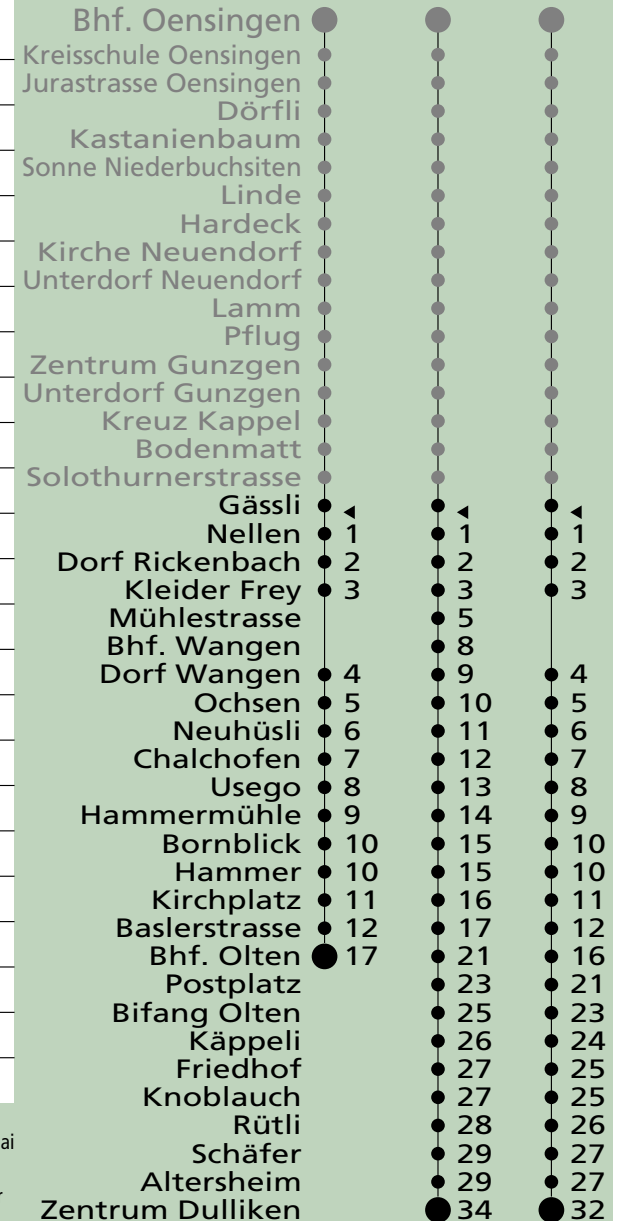 Bhf. Oensingen
Kreisschule Oensingen
Jurastrasse Oensingen
Dörfli
Kastanienbaum
Sonne Niederbuchsiten
Linde
Hardeck
Kirche Neuendorf
Unterdorf Neuendorf
Lamm
Pflug
Zentrum Gunzgen
Unterdorf Gunzgen
Kreuz Kappel
Bodenmatt
Solothurnerstrasse
Gässli
Nellen 1 1 1
Dorf Rickenbach 2 2 2
Kleider Frey 3 3 3
Mühlestrasse 5
Bhf. Wangen 8
Dorf Wangen 4 9 4
Ochsen 5 10 5
Neuhüsli 6 11 6
Chalchofen 7 12 7
Usego 8 13 8
Hammermühle 9 14 9
Bornblick 10 15 10
Hammer 10 15 10
Kirchplatz 11 16 11
Baslerstrasse 12 17 12
Bhf. Olten 17 21 16
Postplatz 23 21
Bifang Olten 25 23
Käppeli 26 24
Friedhof 27 25
Knoblauch 27 25
Rütli 28 26
ai
Schäfer 29 27
Altersheim 29 27
Zentrum Dulliken 34 32